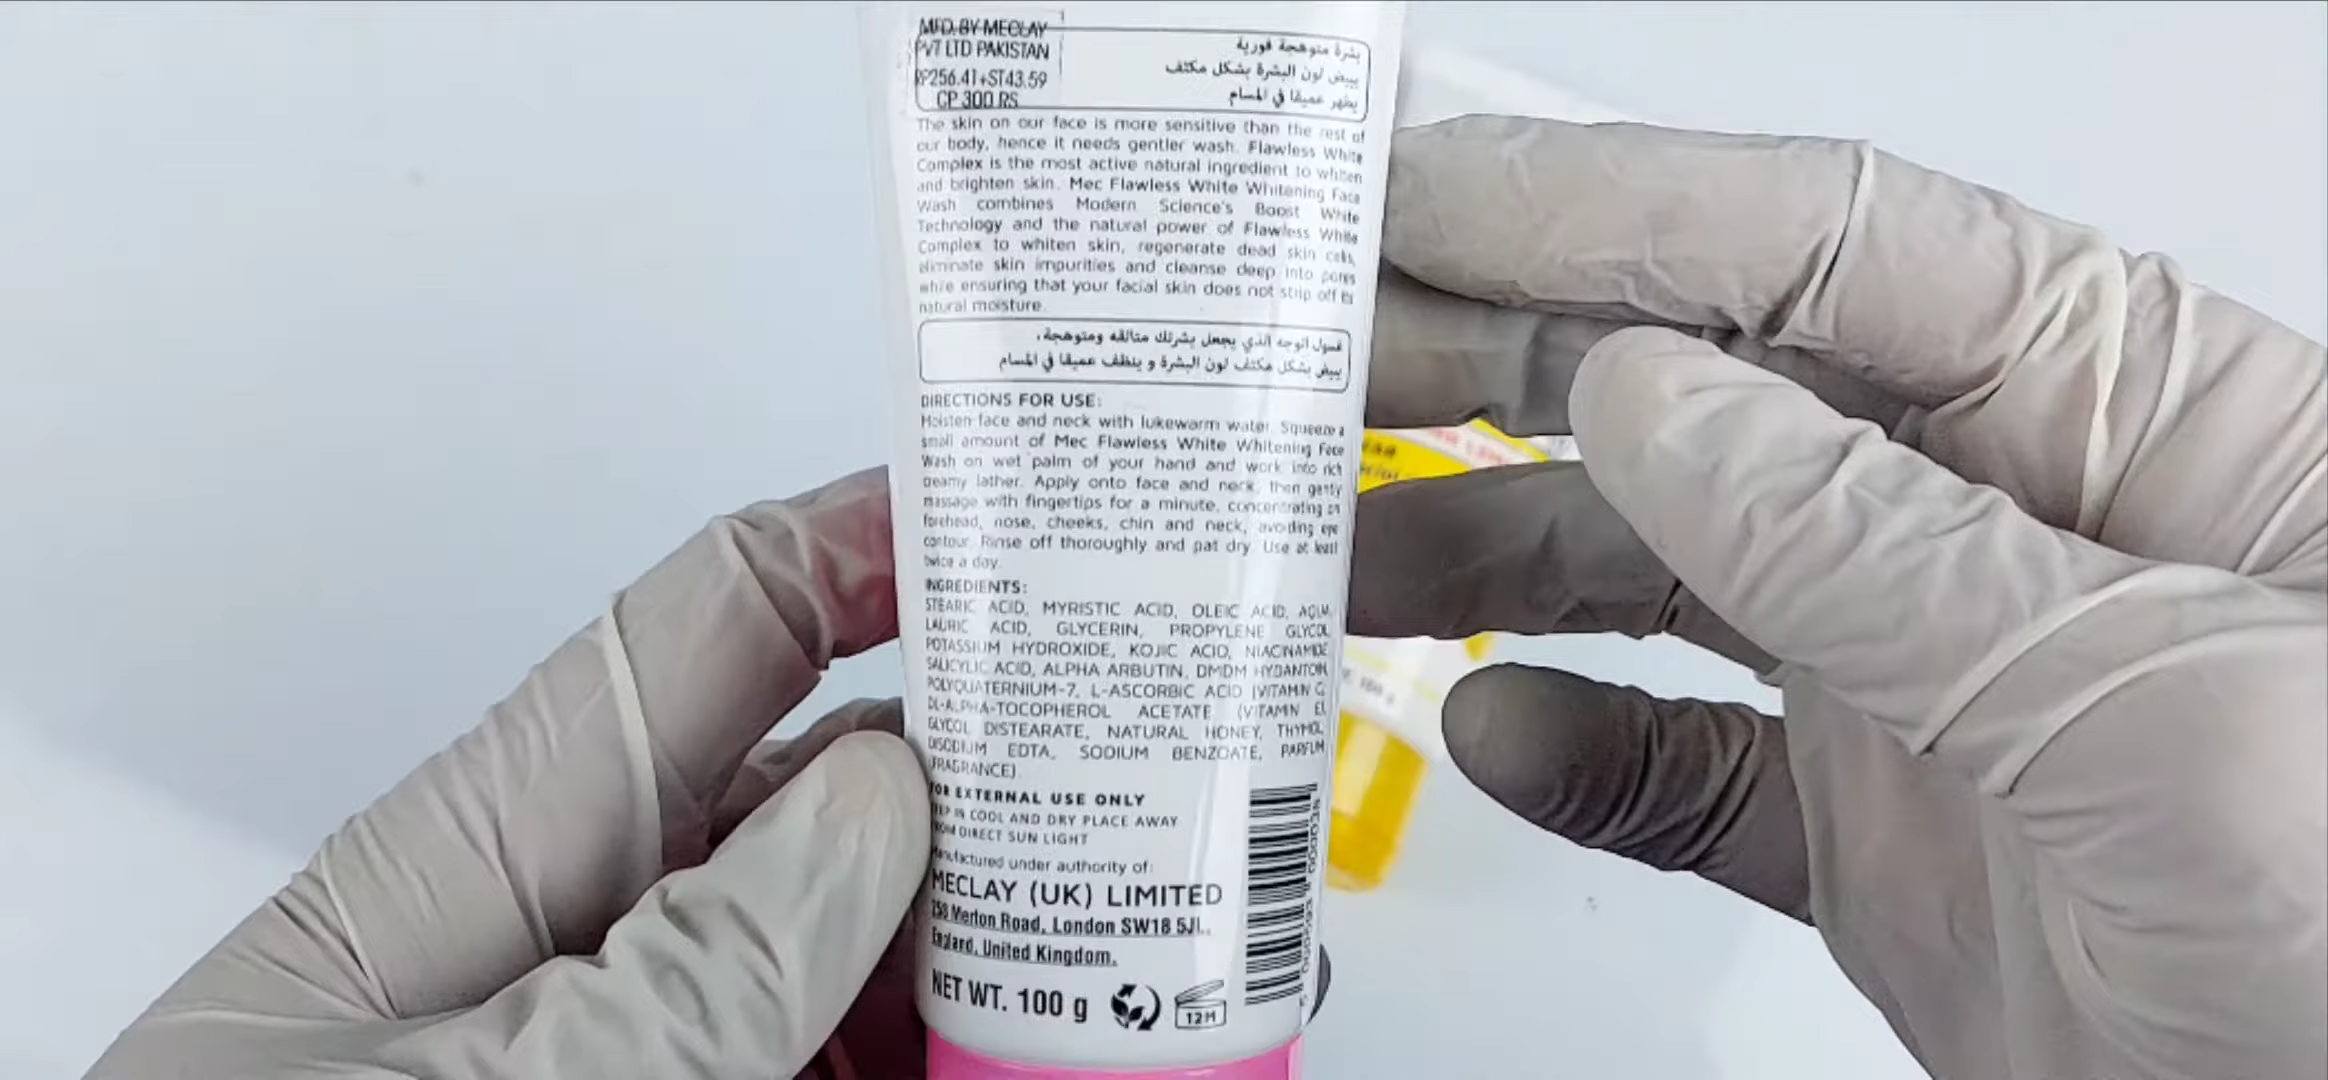 MFD. BY MECLAY
PVT LTD PAKISTAN
RP256.41+ST43.59
CP 300 RS
بشرة متوهجة فورية
يبيض لون البشرة بشكل مكثف
يطهر عميقا في المسام
The skin on our face is more sensitive than the rest of
our body, hence it needs gentler wash. Flawless White
Complex is the most active natural ingredient to whiten
and brighten skin. Mec Flawless White Whitening Face
Wash combines Modern Science's Boost White
Technology and the natural power of Flawless White
Complex to whiten skin, regenerate dead skin cells,
eliminate skin impurities and cleanse deep into pores
while ensuring that your facial skin does not strip off its
natural moisture.
غسول الوجه الذي يجعل بشرتك متالقه ومتوهجة،
يبيض بشكل مكثف لون البشرة و ينظف عميقا في المسام
DIRECTIONS FOR USE:
Moisten face and neck with lukewarm water. Squeeze a
small amount of Mec Flawless White Whitening Face
Wash on wet palm of your hand and work into rich
creamy lather. Apply onto face and neck, then gently
massage with fingertips for a minute, concentrating on
forehead, nose, cheeks, chin and neck, avoiding eye
contour. Rinse off thoroughly and pat dry. Use at least
twice a day.
INGREDIENTS:
STEARIC ACID, MYRISTIC ACID, OLEIC ACID, AQUA,
LAURIC ACID, GLYCERIN, PROPYLENE GLYCOL,
POTASSIUM HYDROXIDE, KOJIC ACID, NIACINAMIDE,
SALICYLIC ACID, ALPHA ARBUTIN, DMDM HYDANTOIN,
POLYQUATERNIUM-7, L-ASCORBIC ACID (VITAMIN C),
DL-ALPHA-TOCOPHEROL ACETATE (VITAMIN E),
GLYCOL DISTEARATE, NATURAL HONEY, THYMOL,
DISODIUM EDTA, SODIUM BENZOATE, PARFUM
(FRAGRANCE).
FOR EXTERNAL USE ONLY
KEEP IN COOL AND DRY PLACE AWAY
FROM DIRECT SUN LIGHT
Manufactured under authority of:
MECLAY (UK) LIMITED
258 Merton Road, London SW18 5JL.,
England, United Kingdom.
NET WT. 100 g
12M